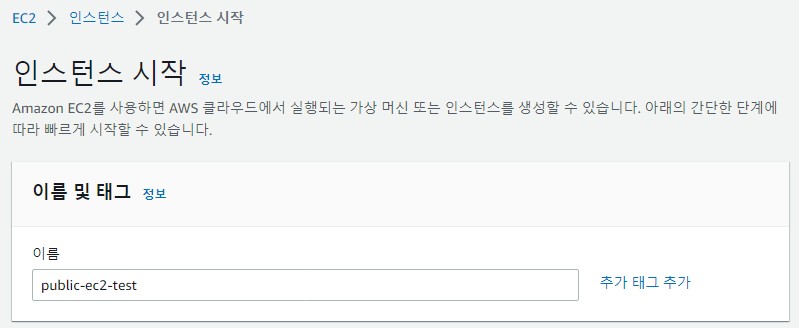 EC2 > 인스턴스 > 인스턴스 시작
인스턴스 시작 정보
Amazon EC2를 사용하면 AWS 클라우드에서 실행되는 가상 머신 또는 인스턴스를 생성할 수 있습니다. 아래의 간단한 단계에
따라 빠르게 시작할 수 있습니다.
이름 및 태그 정보
이름
public-ec2-test 추가 태그 추가